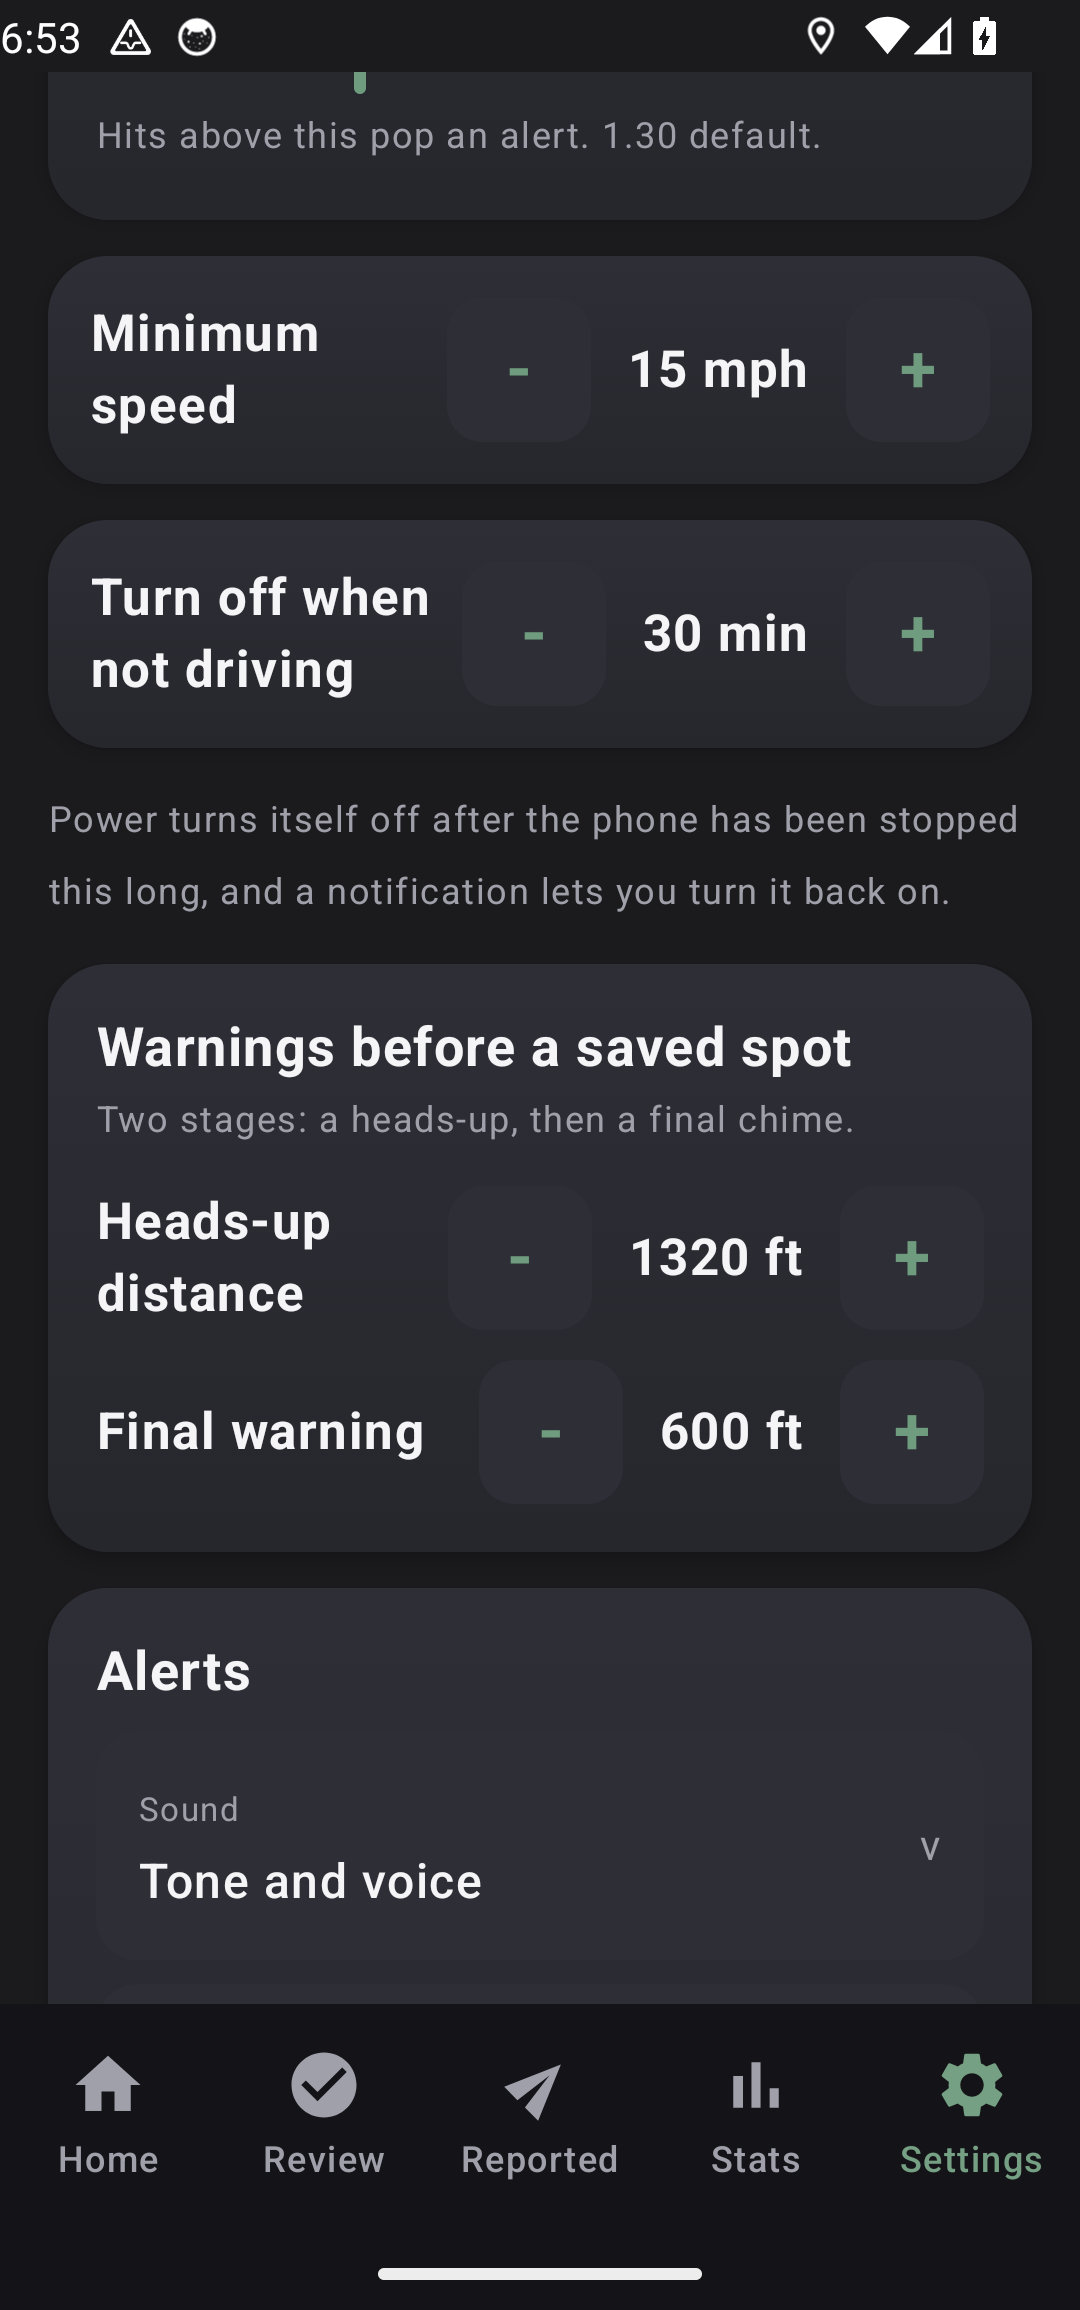 6:53
Hits above this pop an alert. 1.30 default.
Minimum
speed
-
15 mph
+
Turn off when
not driving
-
30 min
+
Power turns itself off after the phone has been stopped
this long, and a notification lets you turn it back on.
Warnings before a saved spot
Two stages: a heads-up, then a final chime.
Heads-up
distance
-
1320 ft
+
Final warning
-
600 ft
+
Alerts
Sound
Tone and voice
v
Home
Review
Reported
Stats
Settings